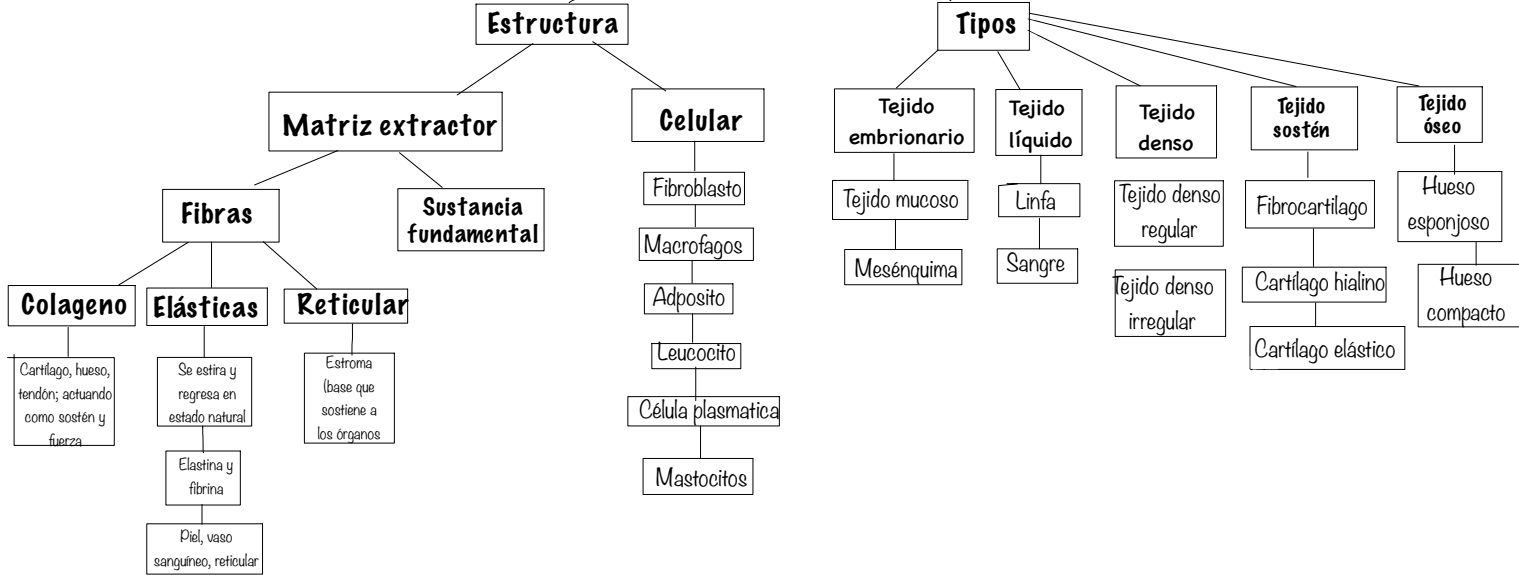 Estructura
Matriz extractor
Celular
Fibras
Sustancia
fundamental
Colageno
Elásticas
Reticular
Cartílago, hueso,
tendón; actuando
como sostén y
fuerza
Se estira y
regresa en
estado natural
Elastina y
fibrina
Piel, vaso
sanguíneo, reticular
Estroma
(base que
sostiene a
los órganos
Fibroblasto
Macrofagos
Adposito
Leucocito
Célula plasmatica
Mastocitos
Tipos
Tejido
embrionario
Tejido mucoso
Mesénquima
Tejido
líquido
Linfa
Sangre
Tejido
denso
Tejido denso
regular
Tejido denso
irregular
Tejido
sostén
Fibrocartilago
Cartílago hialino
Cartílago elástico
Tejido
óseo
Hueso
esponjoso
Hueso
compacto